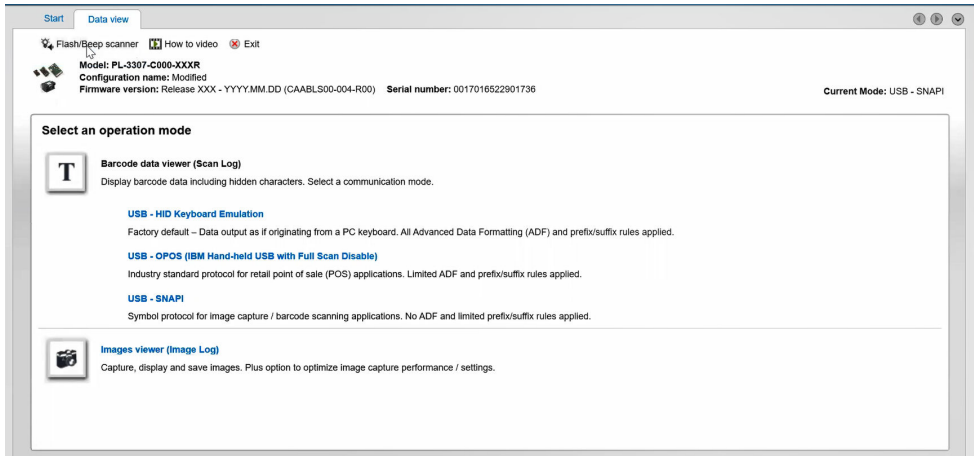 Start Data view
Flash/Beep scanner How to video Exit
Model: PL-3307-C000-XXXR
Configuration name: Modified
Firmware version: Release XXX - YYYY.MM.DD (CAABLS00-004-R00) Serial number: 0017016522901736
Current Mode: USB - SNAPI
Select an operation mode
T
Barcode data viewer (Scan Log)
Display barcode data including hidden characters. Select a communication mode.
USB - HID Keyboard Emulation
Factory default – Data output as if originating from a PC keyboard. All Advanced Data Formatting (ADF) and prefix/suffix rules applied.
USB - OPOS (IBM Hand-held USB with Full Scan Disable)
Industry standard protocol for retail point of sale (POS) applications. Limited ADF and prefix/suffix rules applied.
USB - SNAPI
Symbol protocol for image capture / barcode scanning applications. No ADF and limited prefix/suffix rules applied.
Images viewer (Image Log)
Capture, display and save images. Plus option to optimize image capture performance / settings.